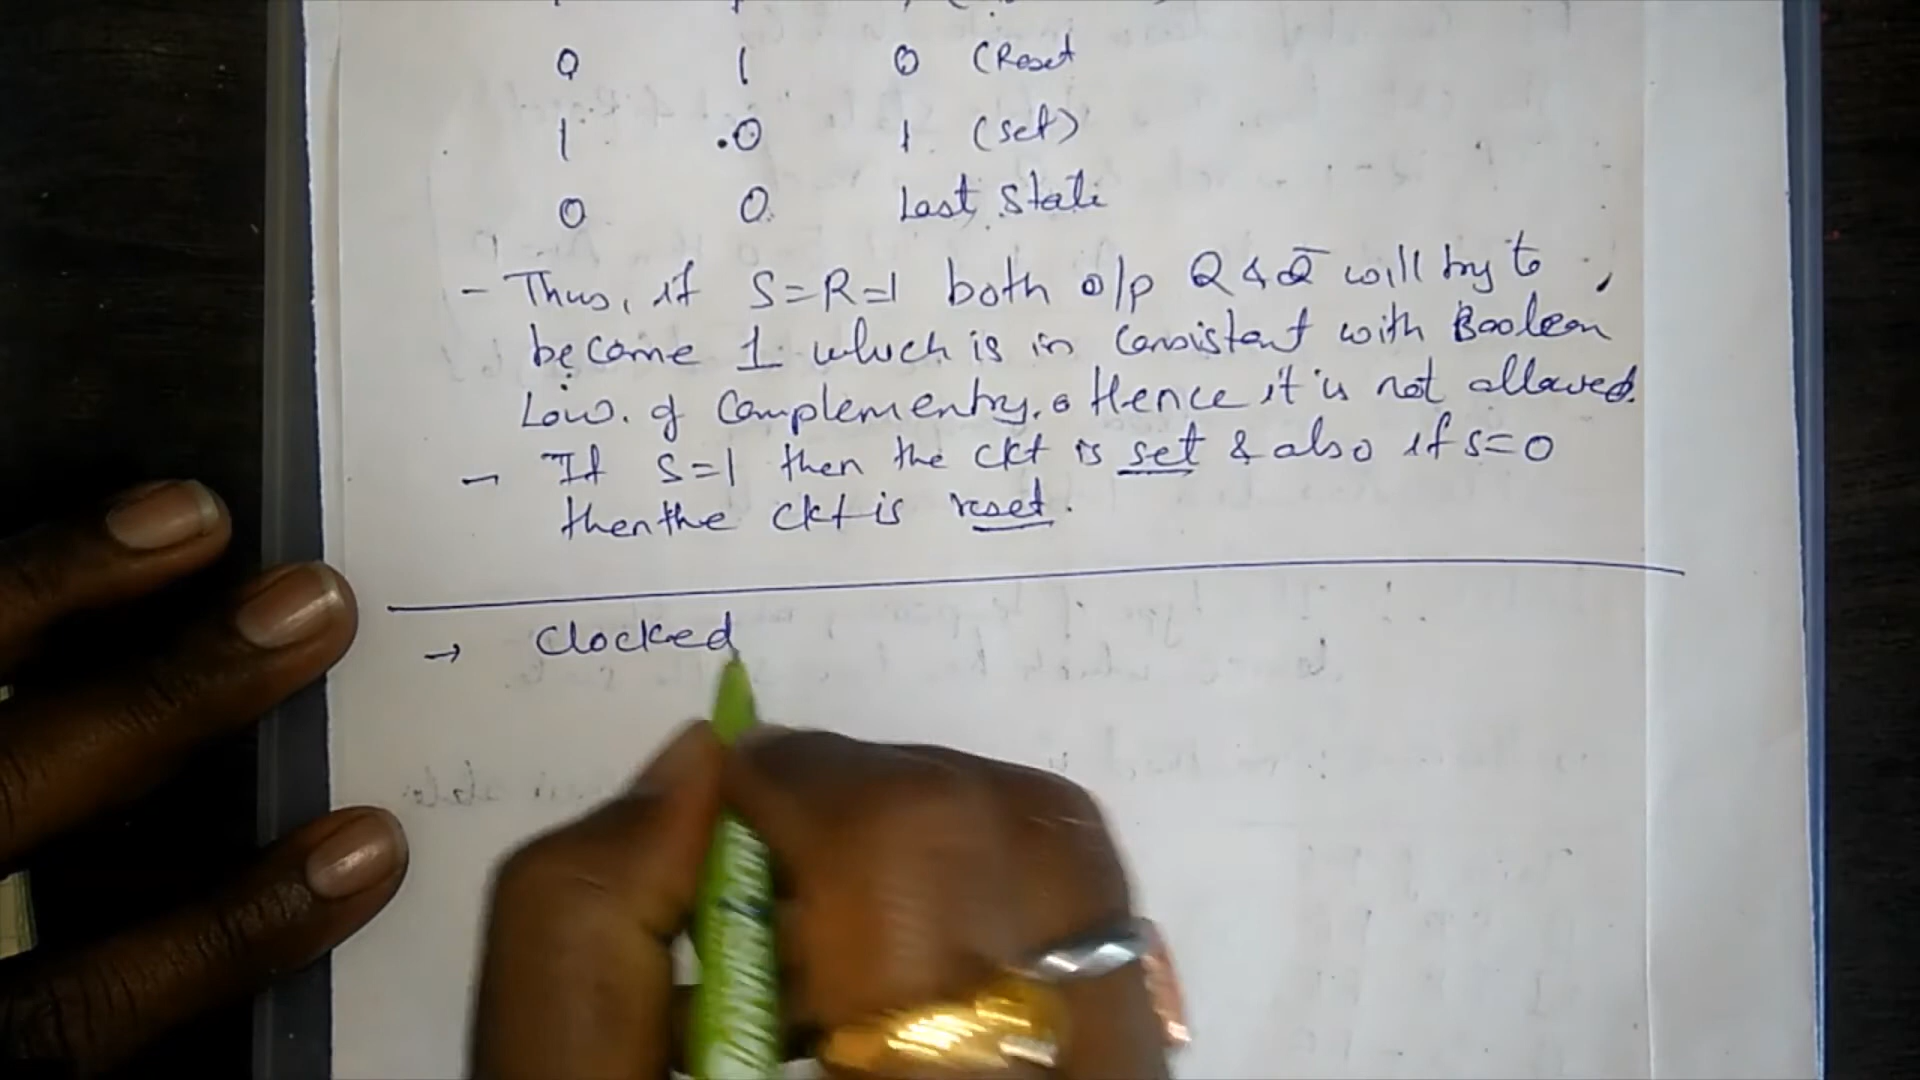 0 1 0 (Reset
1 .0 1 (set)
0 0 Last State
- Thus, if S=R=1 both o/p Q & Q̅ will try to
become 1 which is in consistant with Boolean
Low. of Complementry. Hence it is not allowed.
- If S=1 then the ckt is set & also if s=0
then the ckt is reset.
→ Clocked